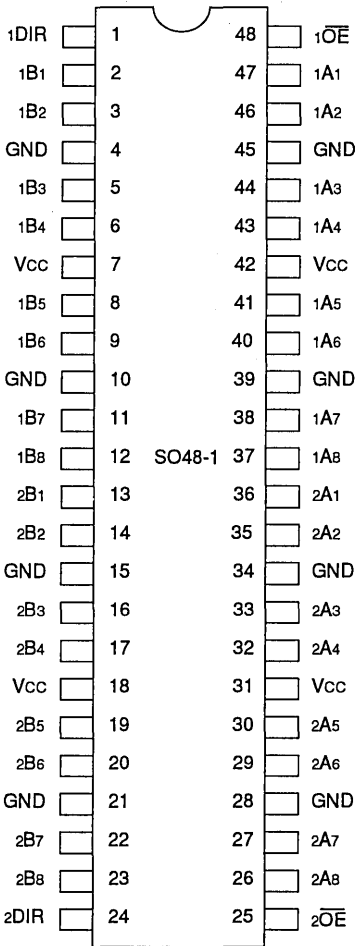 1DIR 1 48 1O̅E̅
1B1 2 47 1A1
1B2 3 46 1A2
GND 4 45 GND
1B3 5 44 1A3
1B4 6 43 1A4
VCC 7 42 VCC
1B5 8 41 1A5
1B6 9 40 1A6
GND 10 39 GND
1B7 11 38 1A7
1B8 12 SO48-1 37 1A8
2B1 13 36 2A1
2B2 14 35 2A2
GND 15 34 GND
2B3 16 33 2A3
2B4 17 32 2A4
VCC 18 31 VCC
2B5 19 30 2A5
2B6 20 29 2A6
GND 21 28 GND
2B7 22 27 2A7
2B8 23 26 2A8
2DIR 24 25 2O̅E̅